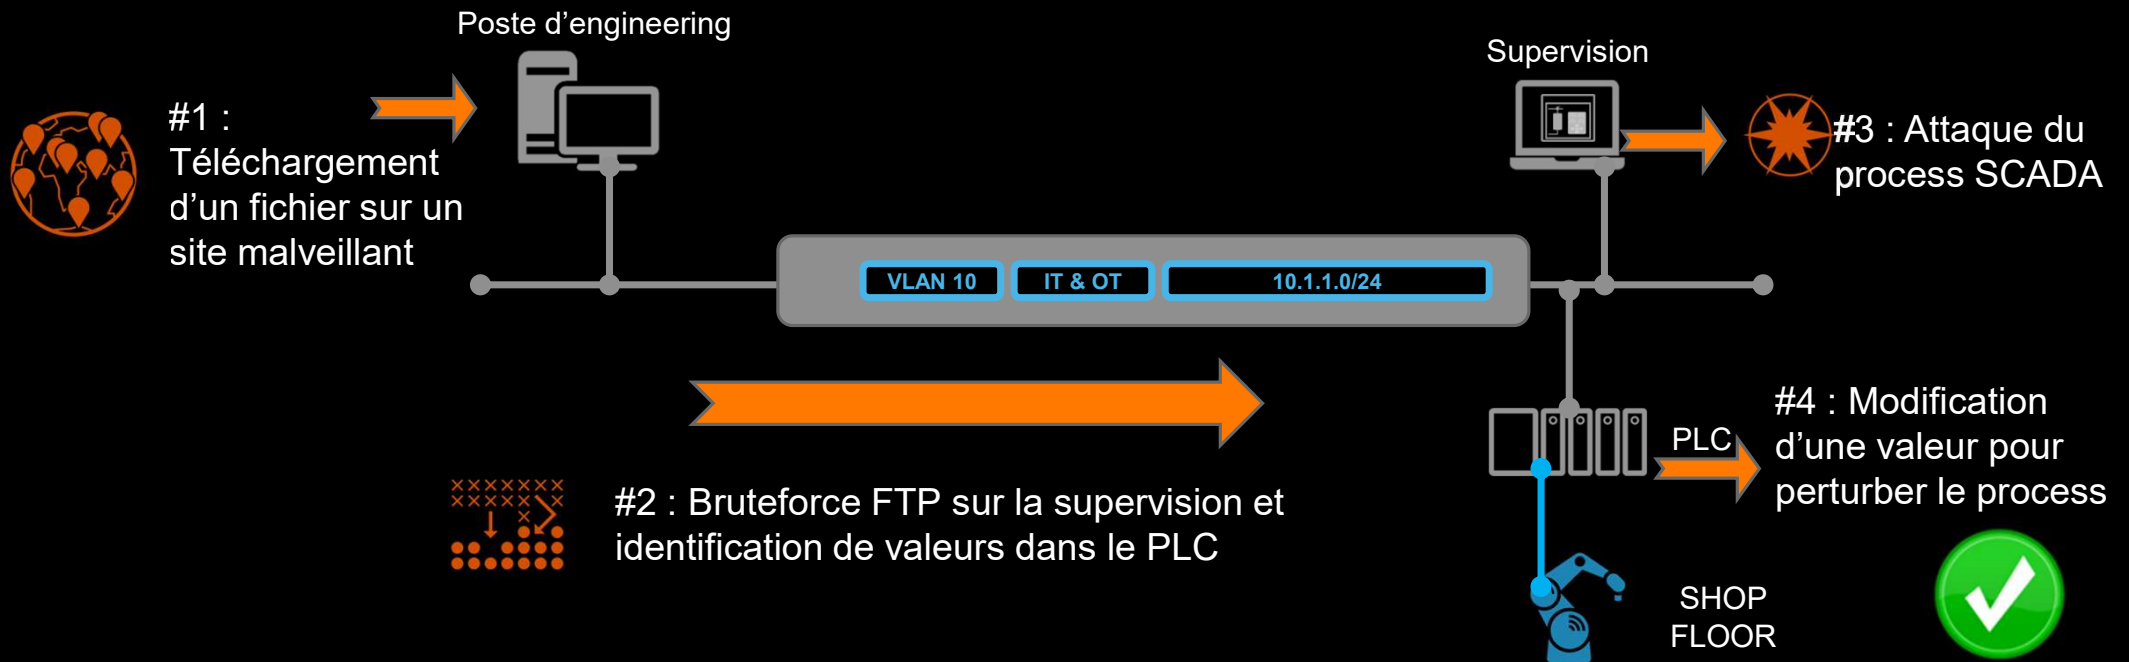 Poste d’engineering
Supervision
#1 :
Téléchargement
d’un fichier sur un
site malveillant
#3 : Attaque du
process SCADA
VLAN 10
IT & OT
10.1.1.0/24
#2 : Bruteforce FTP sur la supervision et
identification de valeurs dans le PLC
PLC
#4 : Modification
d’une valeur pour
perturber le process
SHOP
FLOOR